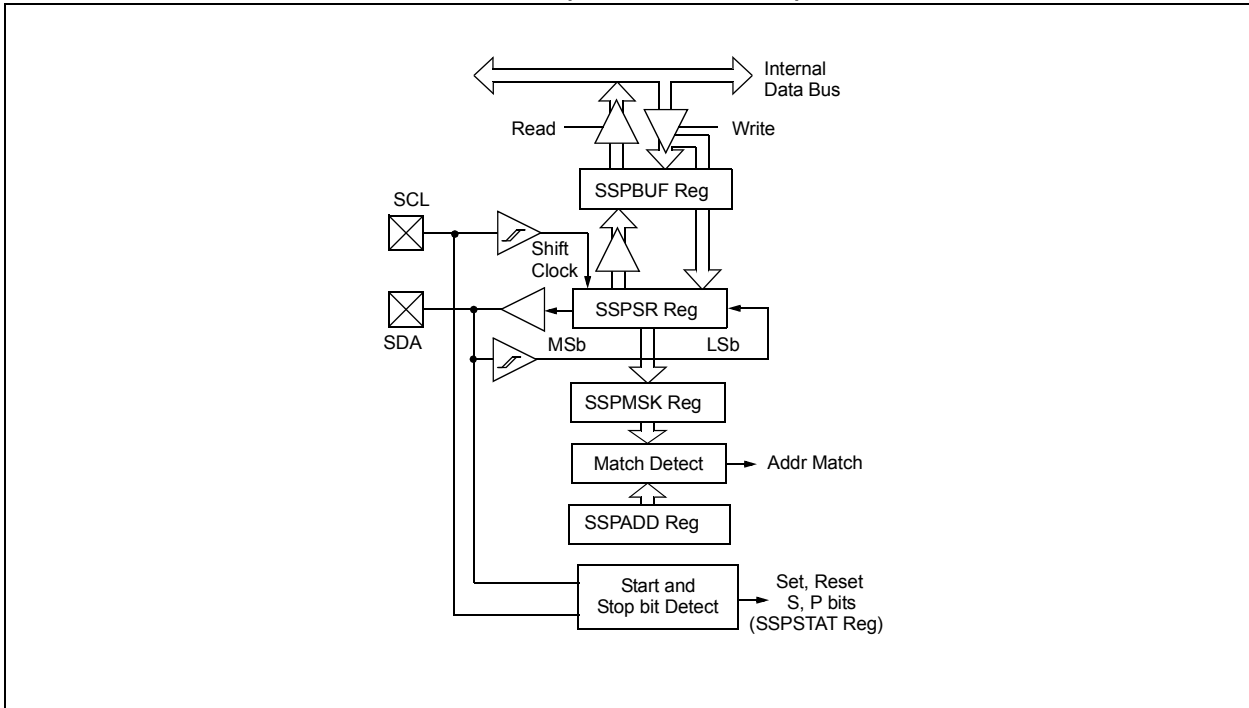 Internal
Data Bus
Read
Write
SSPBUF Reg
SCL
Shift
Clock
SSPSR Reg
SDA
MSb
LSb
SSPMSK Reg
Match Detect
Addr Match
SSPADD Reg
Start and
Stop bit Detect
Set, Reset
S, P bits
(SSPSTAT Reg)